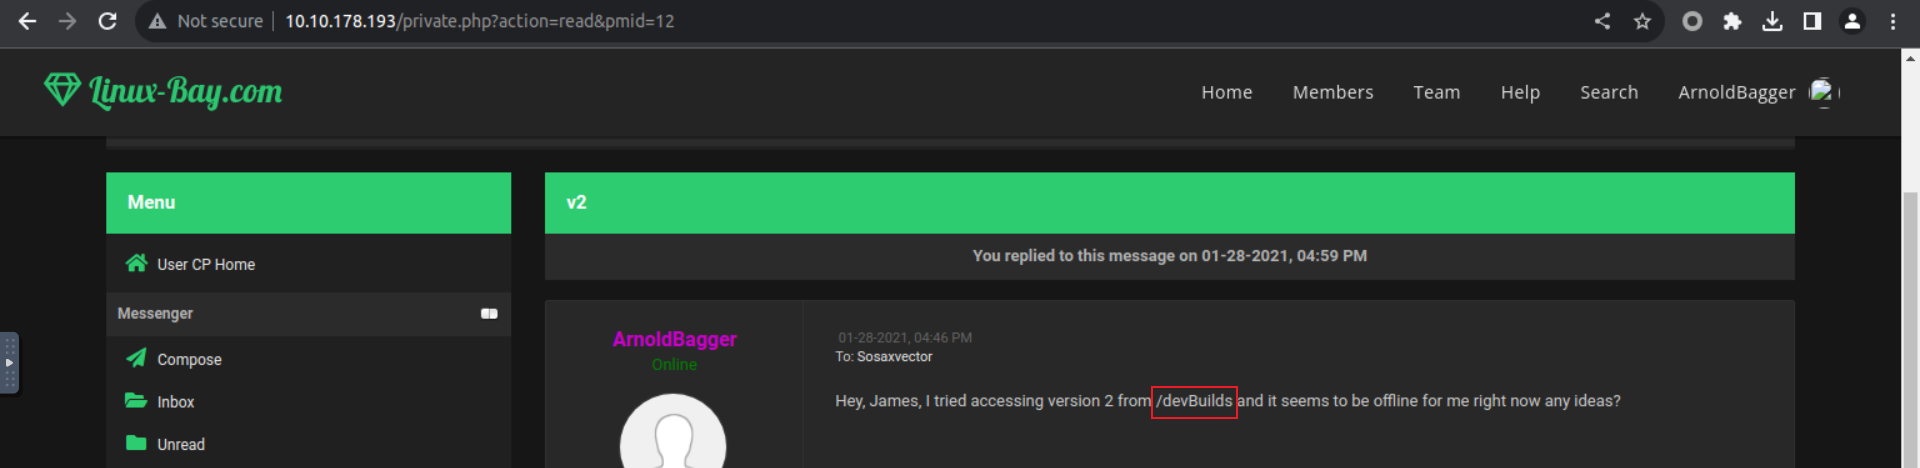 Not secure 10.10.178.193/private.php?action=read&pmid=12
Linux-Bay.com
Home Members Team Help Search ArnoldBagger
Menu
User CP Home
Messenger
Compose
Inbox
Unread
v2
You replied to this message on 01-28-2021, 04:59 PM
ArnoldBagger
Online
01-28-2021, 04:46 PM
To: Sosaxvector
Hey, James, I tried accessing version 2 from /devBuilds and it seems to be offline for me right now any ideas?